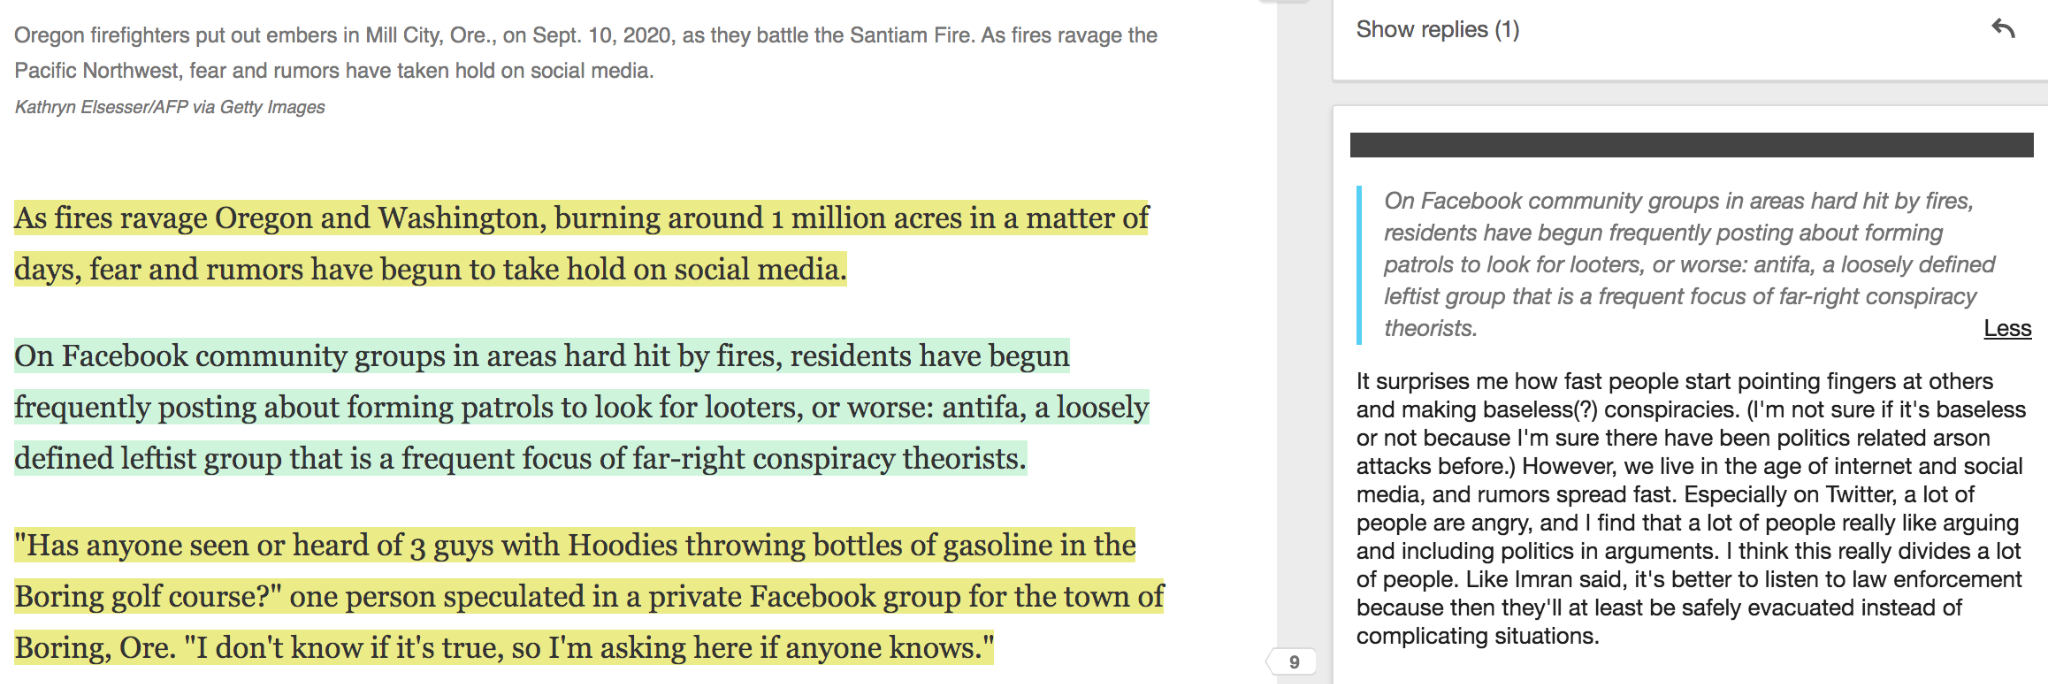 Oregon firefighters put out embers in Mill City, Ore., on Sept. 10, 2020, as they battle the Santiam Fire. As fires ravage the
Pacific Northwest, fear and rumors have taken hold on social media.
Kathryn Elsesser/AFP via Getty Images
As fires ravage Oregon and Washington, burning around 1 million acres in a matter of
days, fear and rumors have begun to take hold on social media.
On Facebook community groups in areas hard hit by fires, residents have begun
frequently posting about forming patrols to look for looters, or worse: antifa, a loosely
defined leftist group that is a frequent focus of far-right conspiracy theorists.
"Has anyone seen or heard of 3 guys with Hoodies throwing bottles of gasoline in the
Boring golf course?" one person speculated in a private Facebook group for the town of
Boring, Ore. "I don't know if it's true, so I'm asking here if anyone knows."
9
Show replies (1)
On Facebook community groups in areas hard hit by fires,
residents have begun frequently posting about forming
patrols to look for looters, or worse: antifa, a loosely defined
leftist group that is a frequent focus of far-right conspiracy
theorists.
Less
It surprises me how fast people start pointing fingers at others
and making baseless(?) conspiracies. (I'm not sure if it's baseless
or not because I'm sure there have been politics related arson
attacks before.) However, we live in the age of internet and social
media, and rumors spread fast. Especially on Twitter, a lot of
people are angry, and I find that a lot of people really like arguing
and including politics in arguments. I think this really divides a lot
of people. Like Imran said, it's better to listen to law enforcement
because then they'll at least be safely evacuated instead of
complicating situations.